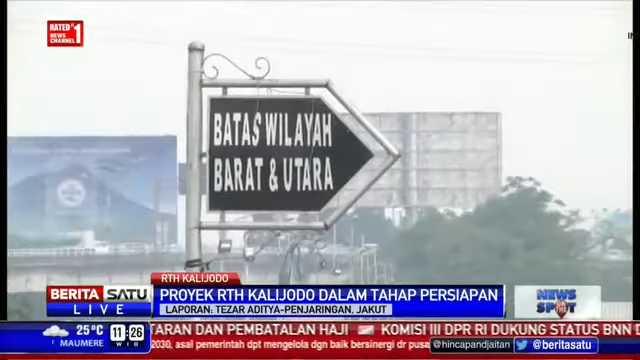 RATED #1
NEWS
CHANNEL
BATAS WILAYAH
BARAT & UTARA
RTH KALIJODO
BERITA SATU
LIVE
PROYEK RTH KALIJODO DALAM TAHAP PERSIAPAN
LAPORAN: TEZAR ADITYA-PENJARINGAN, JAKUT
NEWS
SPOT
25°C
MAUMERE
11:26
WIB
TARAN DAN PEMBATALAN HAJI
KOMISI III DPR RI DUKUNG STATUS BNN D
2030, asal pemerintah dpt mengelola dgn baik bersinergi dr pusa
@hincapandjaitan
@beritasatu